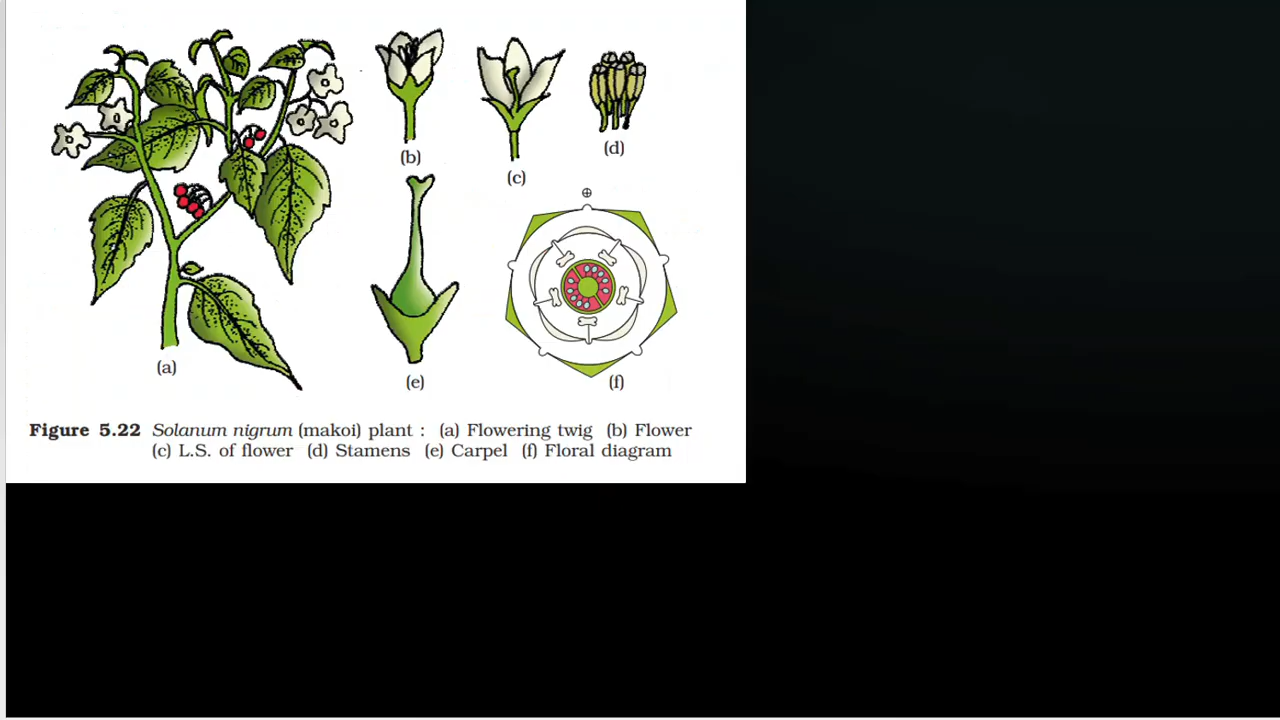 (b)
(d)
(c)
(a)
(e)
(f)
Figure 5.22 Solanum nigrum (makoi) plant : (a) Flowering twig (b) Flower
(c) L.S. of flower (d) Stamens (e) Carpel (f) Floral diagram